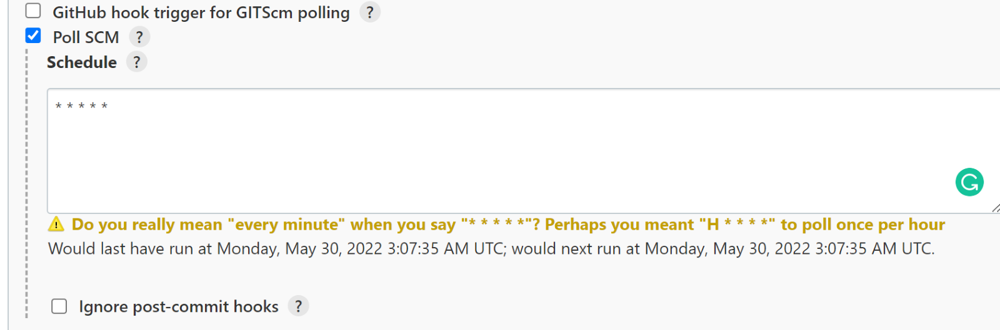 GitHub hook trigger for GITScm polling ?
Poll SCM ?
Schedule ?
* * * * *
Do you really mean "every minute" when you say "* * * * *"? Perhaps you meant "H * * * *" to poll once per hour
Would last have run at Monday, May 30, 2022 3:07:35 AM UTC; would next run at Monday, May 30, 2022 3:07:35 AM UTC.
Ignore post-commit hooks ?